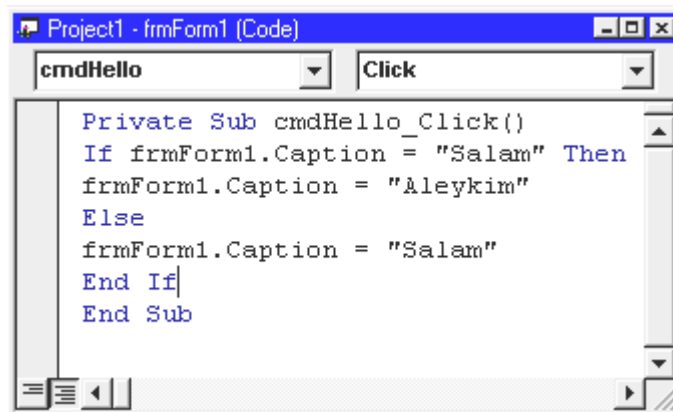 Project1 - frmForm1 (Code)
cmdHello Click
Private Sub cmdHello_Click()
If frmForm1.Caption = "Salam" Then
frmForm1.Caption = "Aleykim"
Else
frmForm1.Caption = "Salam"
End If
End Sub